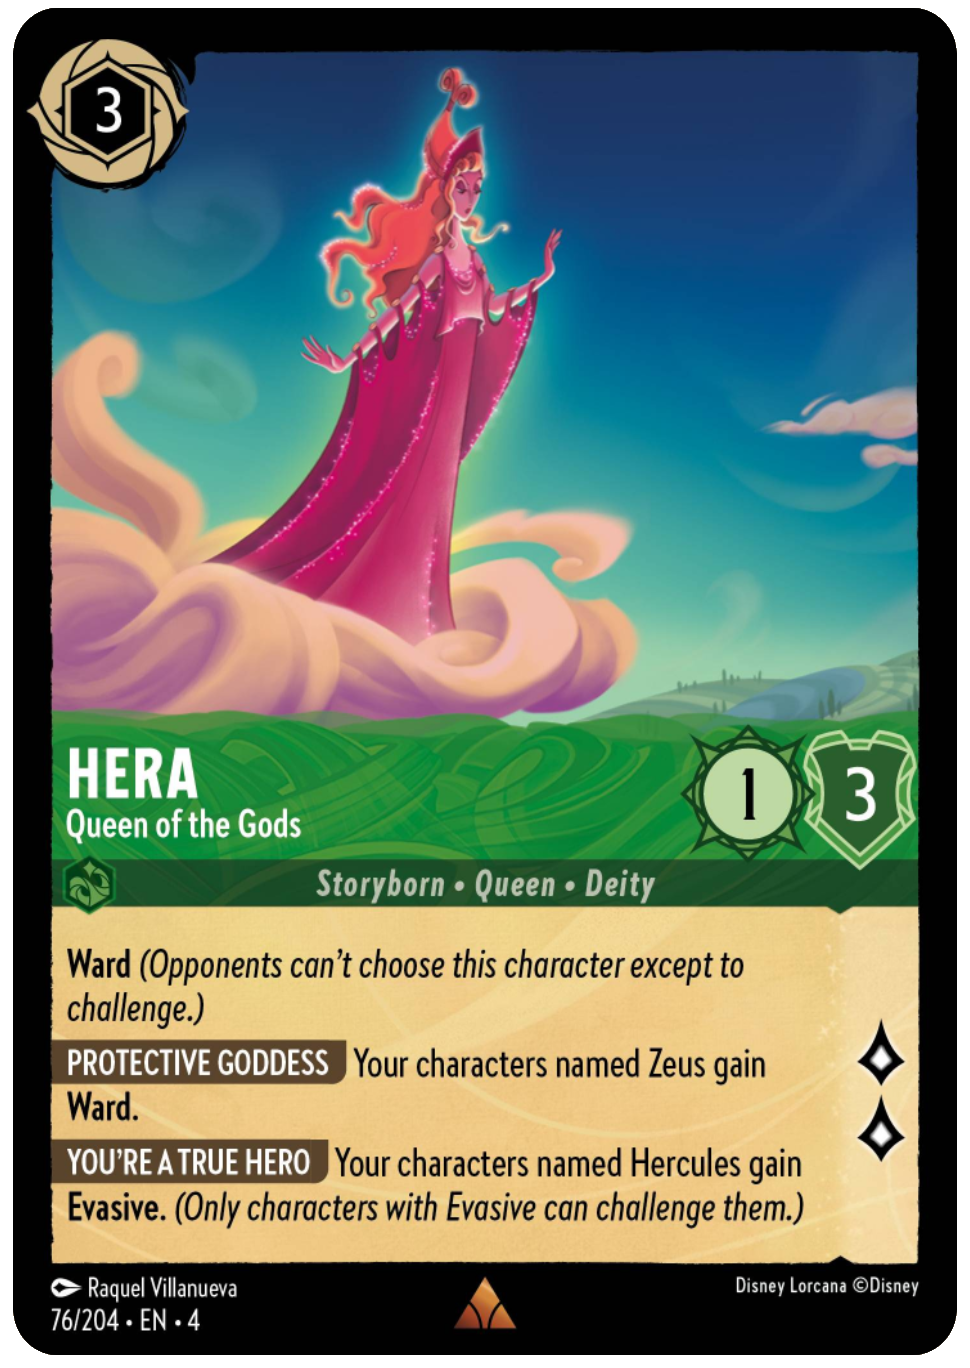 3
HERA
Queen of the Gods
1
3
Storyborn • Queen • Deity
Ward (Opponents can't choose this character except to
challenge.)
PROTECTIVE GODDESS Your characters named Zeus gain
Ward.
YOU'RE A TRUE HERO Your characters named Hercules gain
Evasive. (Only characters with Evasive can challenge them.)
Raquel Villanueva
Disney Lorcana ©Disney
76/204 • EN • 4